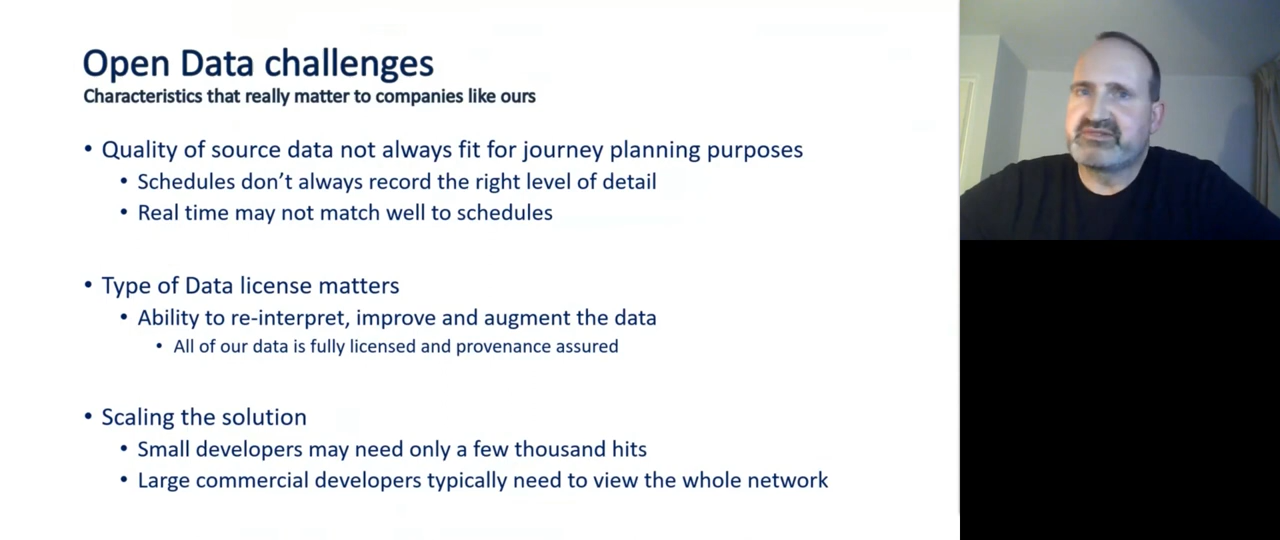 Open Data challenges
Characteristics that really matter to companies like ours
• Quality of source data not always fit for journey planning purposes
• Schedules don't always record the right level of detail
• Real time may not match well to schedules
• Type of Data license matters
• Ability to re-interpret, improve and augment the data
• All of our data is fully licensed and provenance assured
• Scaling the solution
• Small developers may need only a few thousand hits
• Large commercial developers typically need to view the whole network